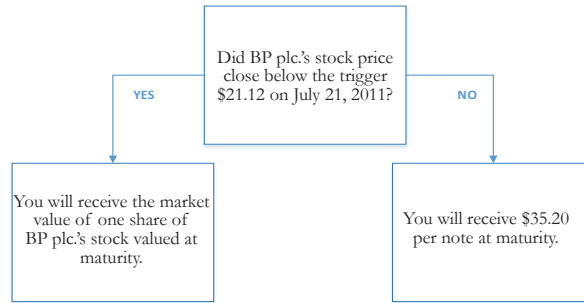 Did BP plc.'s stock price
close below the trigger
$21.12 on July 21, 2011?
YES
NO
You will receive the market
value of one share of
BP plc.'s stock valued at
maturity.
You will receive $35.20
per note at maturity.